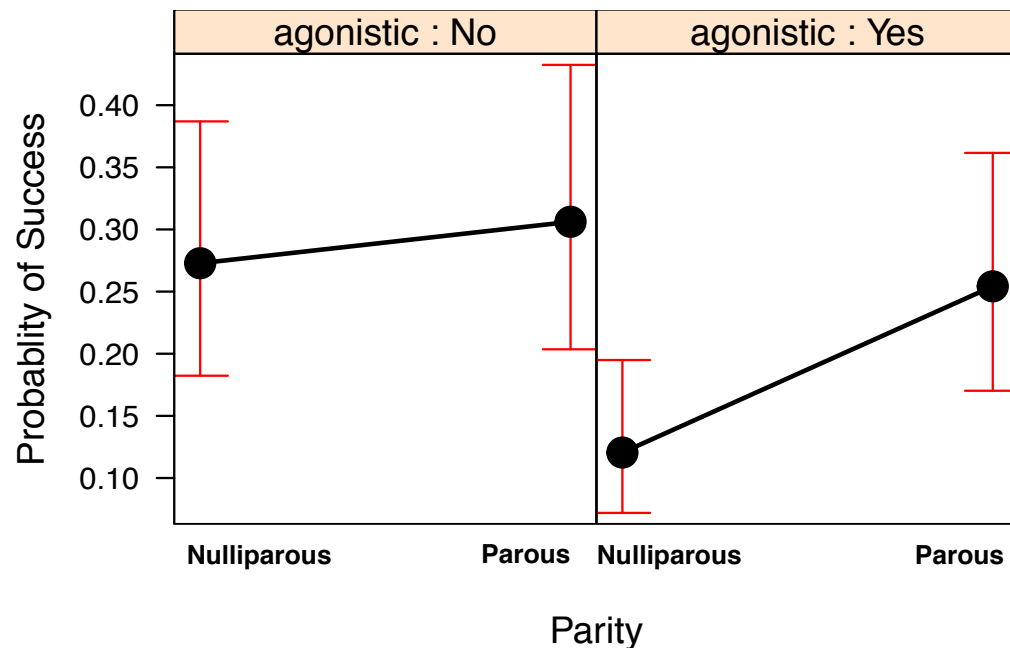 agonistic : No
agonistic : Yes
Probablity of Success
0.40
0.35
0.30
0.25
0.20
0.15
0.10
Nulliparous Parous Nulliparous Parous
Parity